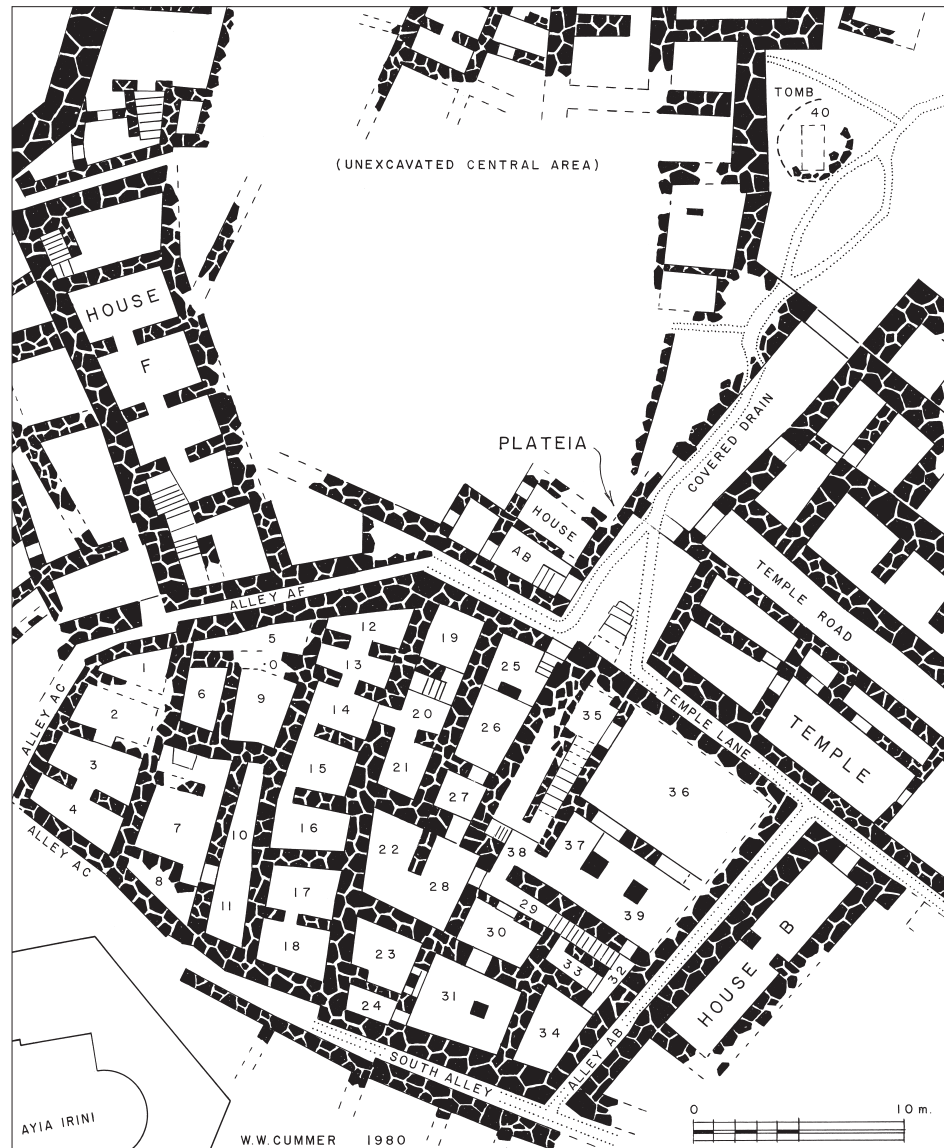 TOMB
40
(UNEXCAVATED CENTRAL AREA)
HOUSE
F
PLATEIA
COVERED DRAIN
HOUSE
AB
TEMPLE ROAD
ALLEY AF
5
12
19
O
13
25
1
6
9
14
20
35
TEMPLE LANE
TEMPLE
ALLEY AC
2
26
3
15
21
36
4
27
7
10
16
ALLEY AC
22
38
37
8
28
17
29
39
11
30
HOUSE B
18
23
33
32
31
24
34
SOUTH ALLEY
ALLEY AB
0
10 m.
AYIA IRINI
W.W.CUMMER 1980